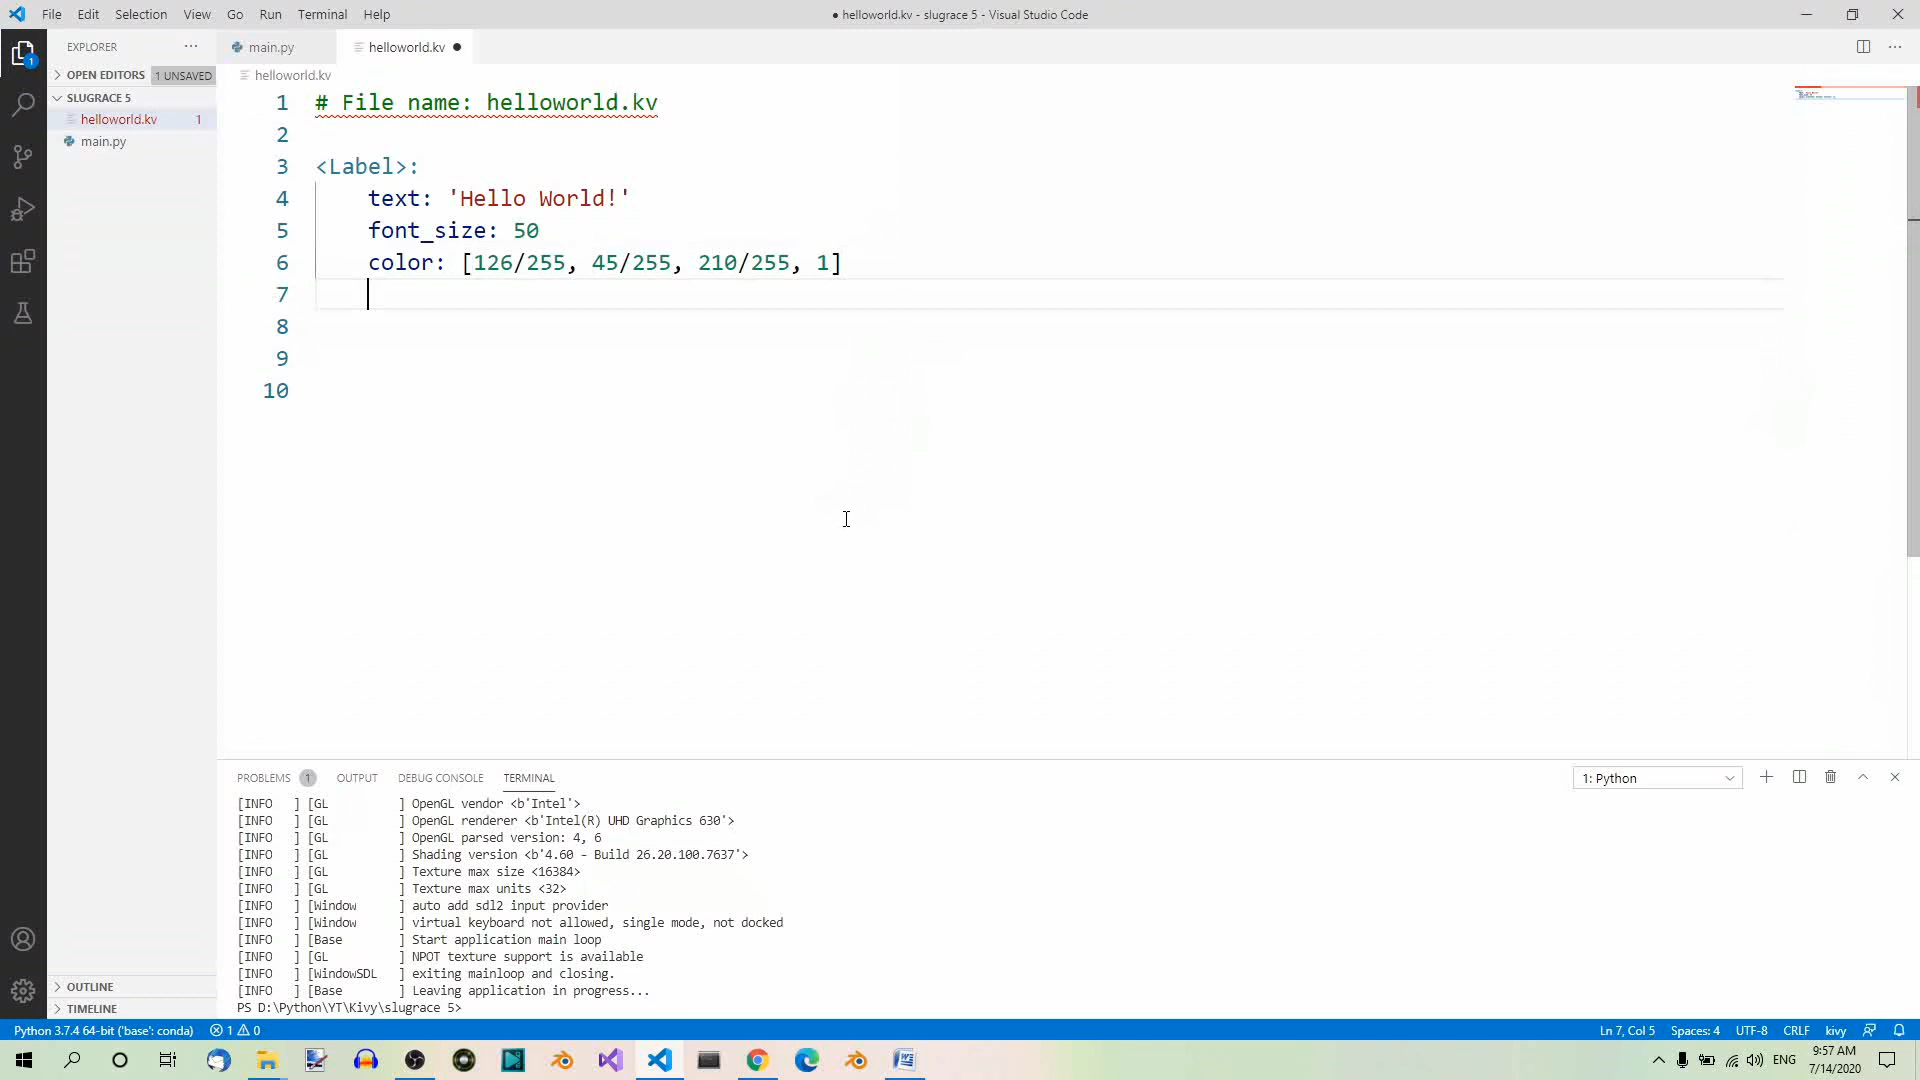 File Edit Selection View Go Run Terminal Help
● helloworld.kv - slugrace 5 - Visual Studio Code
EXPLORER
main.py
helloworld.kv
OPEN EDITORS 1 UNSAVED
helloworld.kv
SLUGRACE 5
helloworld.kv 1
main.py
1 # File name: helloworld.kv
2
3 <Label>:
4 text: 'Hello World!'
5 font_size: 50
6 color: [126/255, 45/255, 210/255, 1]
7
8
9
10
PROBLEMS 1 OUTPUT DEBUG CONSOLE TERMINAL
1: Python
[INFO ] [GL ] OpenGL vendor <b'Intel'>
[INFO ] [GL ] OpenGL renderer <b'Intel(R) UHD Graphics 630'>
[INFO ] [GL ] OpenGL parsed version: 4, 6
[INFO ] [GL ] Shading version <b'4.60 - Build 26.20.100.7637'>
[INFO ] [GL ] Texture max size <16384>
[INFO ] [GL ] Texture max units <32>
[INFO ] [Window ] auto add sdl2 input provider
[INFO ] [Window ] virtual keyboard not allowed, single mode, not docked
[INFO ] [Base ] Start application main loop
[INFO ] [GL ] NPOT texture support is available
[INFO ] [WindowSDL ] exiting mainloop and closing.
[INFO ] [Base ] Leaving application in progress...
PS D:\Python\YT\Kivy\slugrace 5>
OUTLINE
TIMELINE
1
Python 3.7.4 64-bit ('base': conda) 1 0
Ln 7, Col 5 Spaces: 4 UTF-8 CRLF kivy
ENG
9:57 AM
7/14/2020